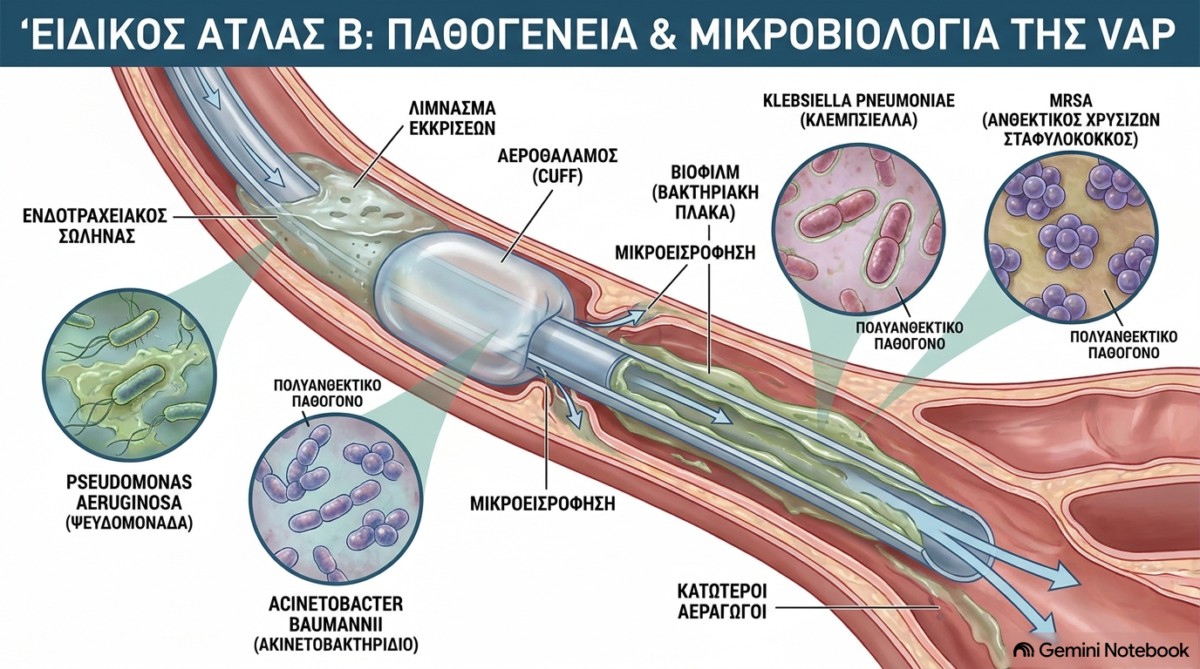 ‘ΕΙΔΙΚΟΣ ΑΤΛΑΣ Β: ΠΑΘΟΓΕΝΕΙΑ & ΜΙΚΡΟΒΙΟΛΟΓΙΑ ΤΗΣ VAP
ΛΙΜΝΑΣΜΑ
ΕΚΚΡΙΣΕΩΝ
ΑΕΡΟΘΑΛΑΜΟΣ
(CUFF)
ΕΝΔΟΤΡΑΧΕΙΑΚΟΣ
ΣΩΛΗΝΑΣ
ΒΙΟΦΙΛΜ
(ΒΑΚΤΗΡΙΑΚΗ
ΠΛΑΚΑ)
ΜΙΚΡΟΕΙΣΡΟΦΗΣΗ
KLEBSIELLA PNEUMONIAE
(ΚΛΕΜΠΣΙΕΛΛΑ)
ΠΟΛΥΑΝΘΕΚΤΙΚΟ
ΠΑΘΟΓΟΝΟ
MRSA
(ΑΝΘΕΚΤΙΚΟΣ ΧΡΥΣΙΖΩΝ
ΣΤΑΦΥΛΟΚΟΚΚΟΣ)
ΠΟΛΥΑΝΘΕΚΤΙΚΟ
ΠΑΘΟΓΟΝΟ
PSEUDOMONAS
AERUGINOSA
(ΨΕΥΔΟΜΟΝΑΔΑ)
ΠΟΛΥΑΝΘΕΚΤΙΚΟ
ΠΑΘΟΓΟΝΟ
ACINETOBACTER
BAUMANNII
(ΑΚΙΝΕΤΟΒΑΚΤΗΡΙΔΙΟ)
ΜΙΚΡΟΕΙΣΡΟΦΗΣΗ
ΚΑΤΩΤΕΡΟΙ
ΑΕΡΑΓΩΓΟΙ
Gemini Notebook